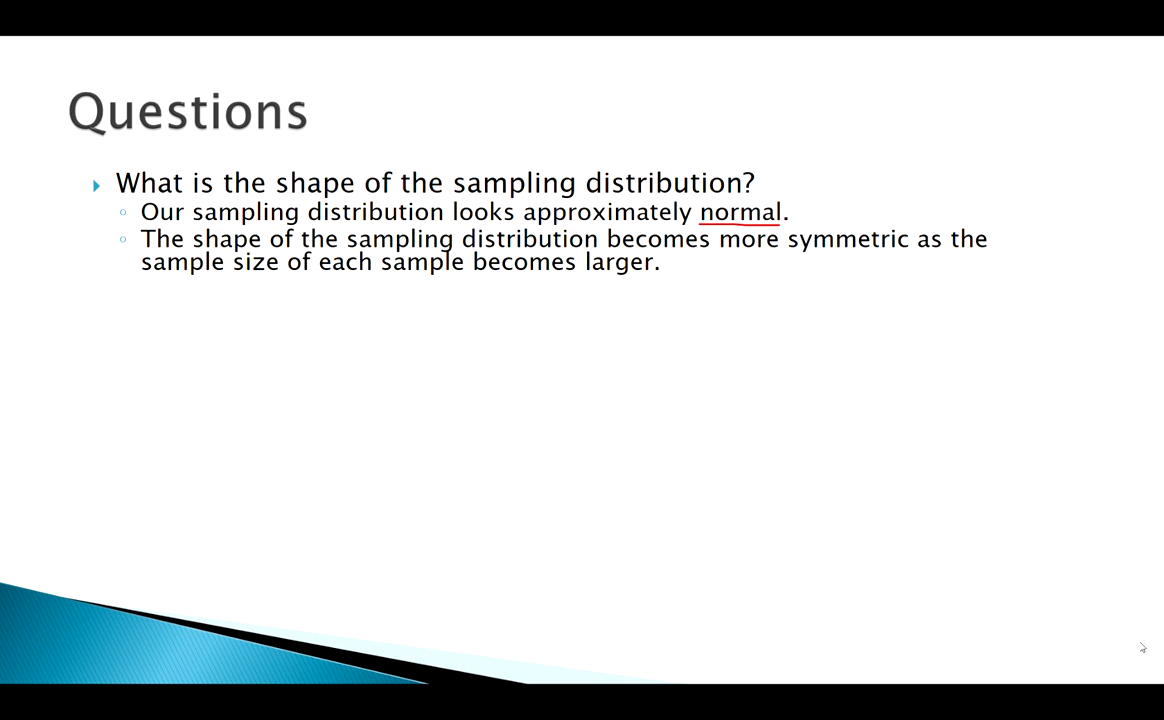 Questions
What is the shape of the sampling distribution?
Our sampling distribution looks approximately normal.
The shape of the sampling distribution becomes more symmetric as the
sample size of each sample becomes larger.